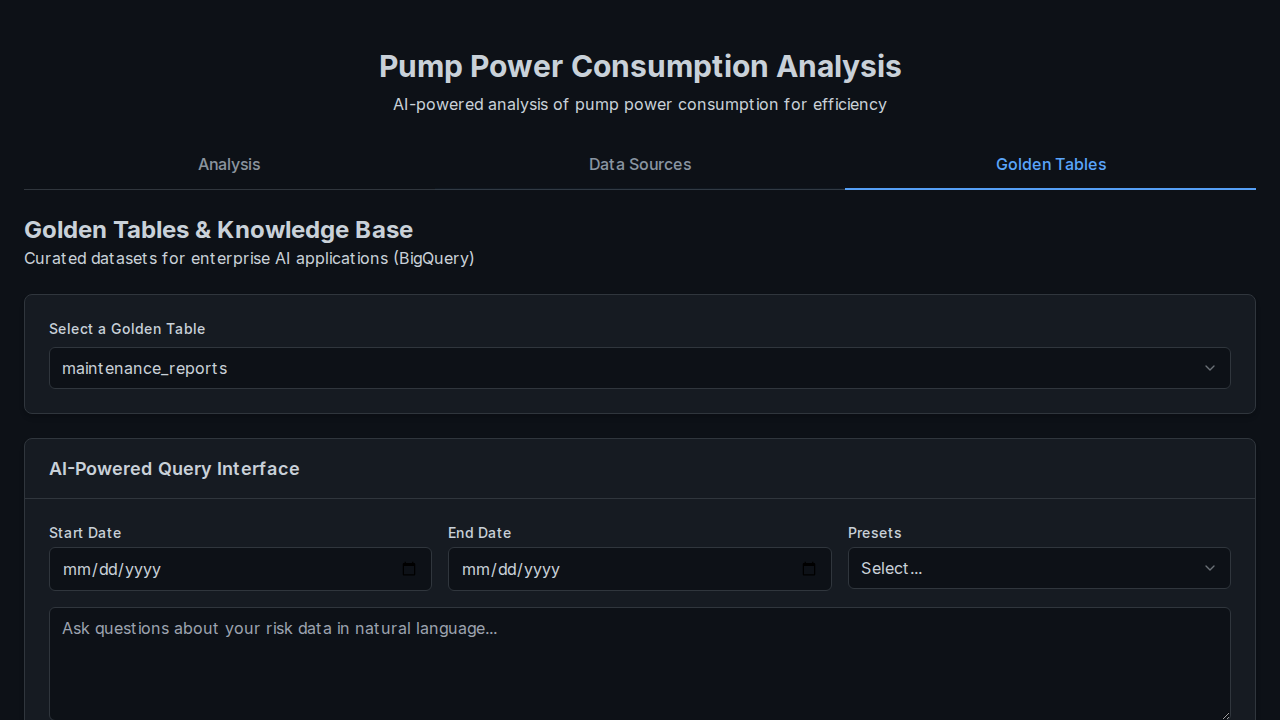 Pump Power Consumption Analysis
AI-powered analysis of pump power consumption for efficiency
Analysis
Data Sources
Golden Tables
Golden Tables & Knowledge Base
Curated datasets for enterprise AI applications (BigQuery)
Select a Golden Table
maintenance_reports
AI-Powered Query Interface
Start Date
End Date
Presets
mm/dd/yyyy
mm/dd/yyyy
Select...
Ask questions about your risk data in natural language...